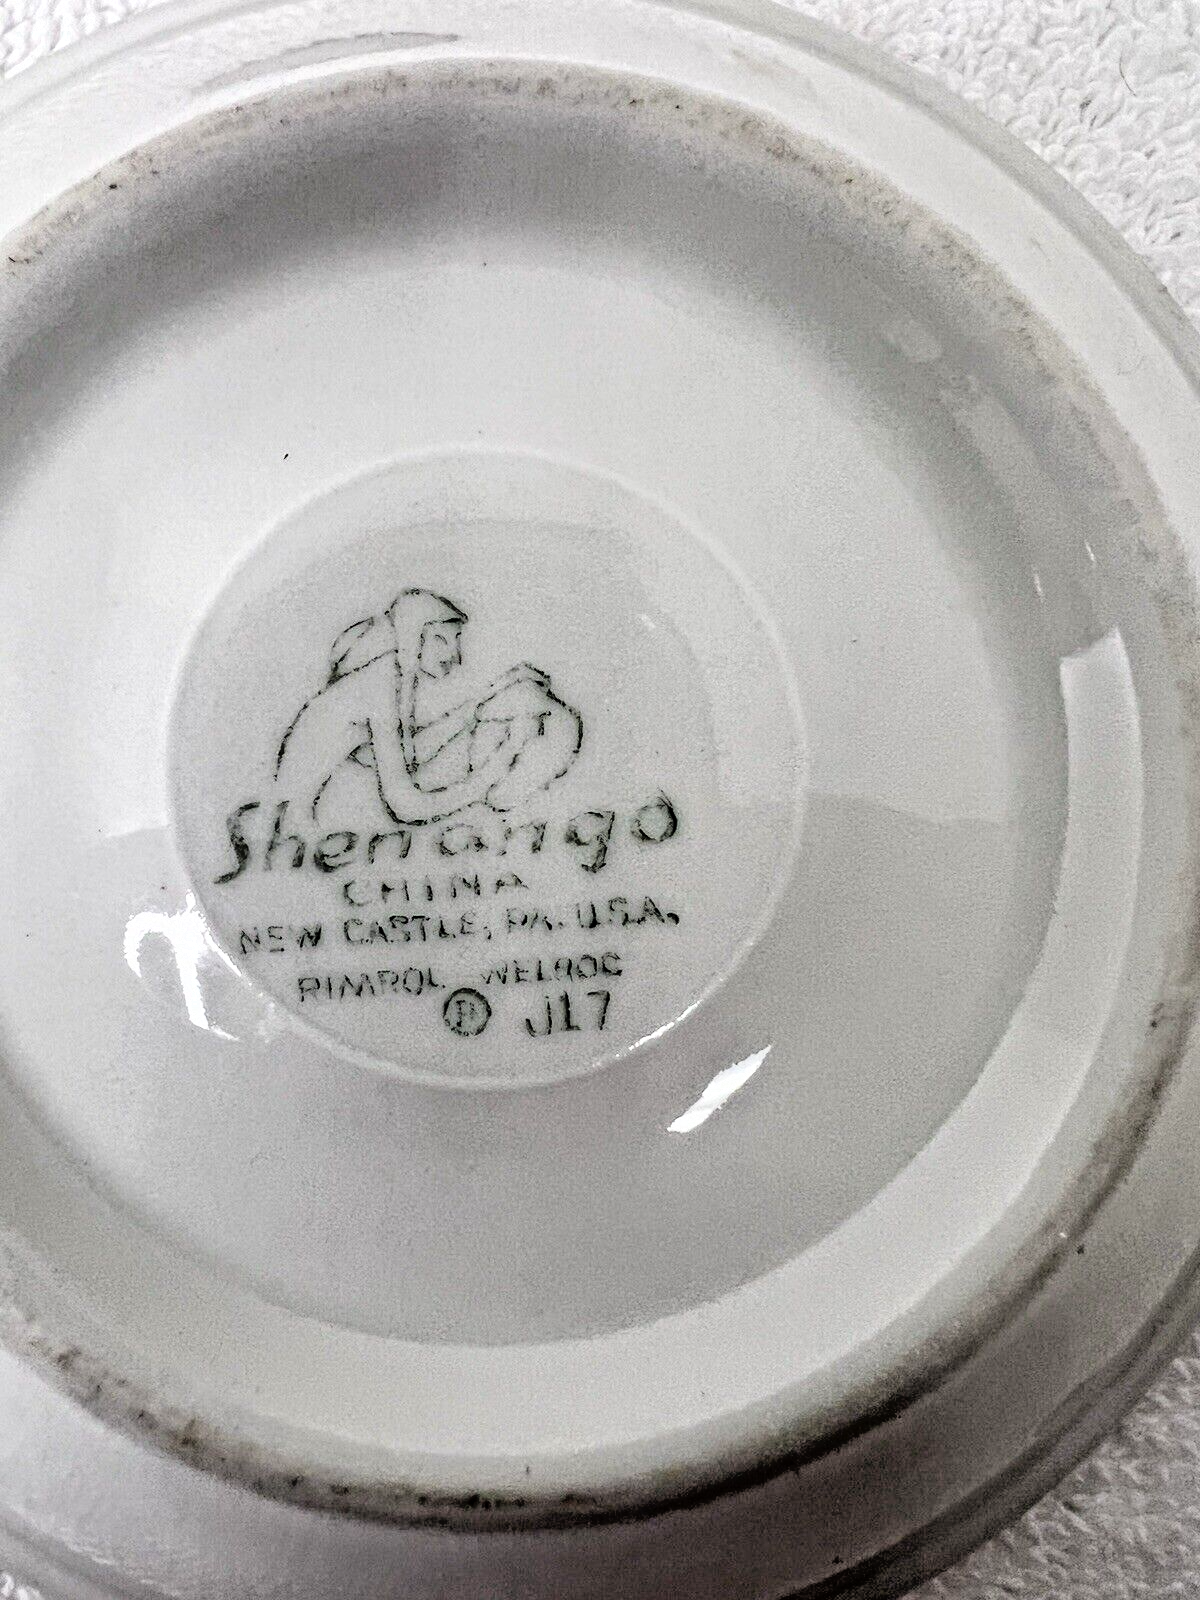 Shenango
CHINA
NEW CASTLE, PA. U.S.A.
RIMROL WELROC
Ⓡ J17